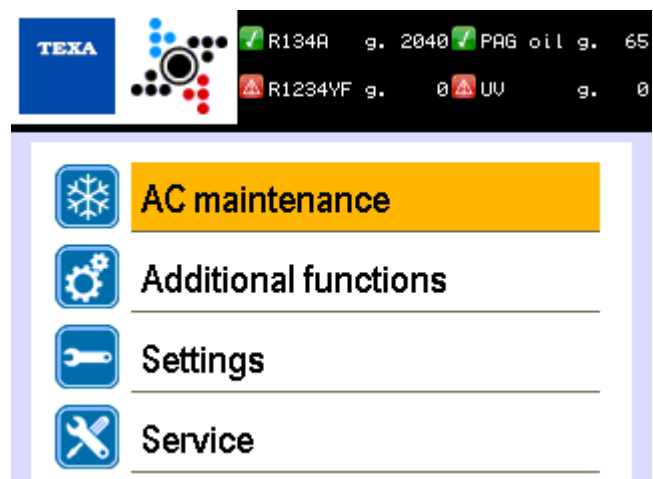 TEXA
R134A g. 2040 PAG oil g. 65
R1234YF g. 0 UV g. 0
AC maintenance
Additional functions
Settings
Service